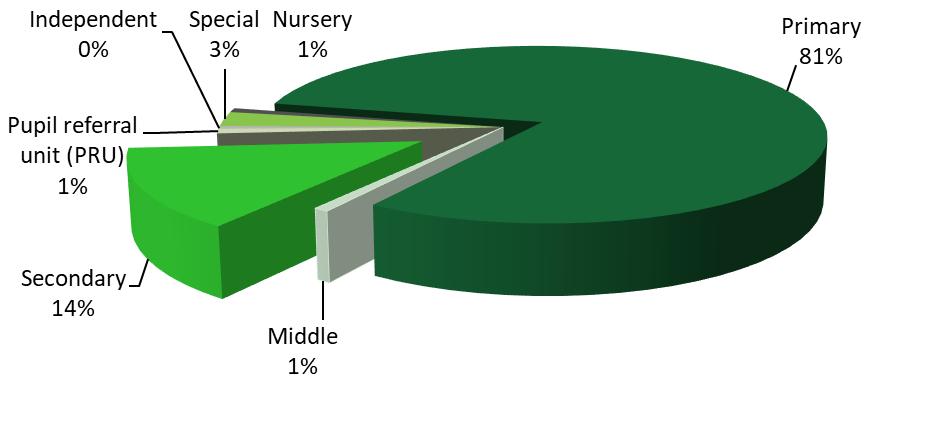 Independent
0%
Special
3%
Nursery
1%
Primary
81%
Pupil referral
unit (PRU)
1%
Secondary
14%
Middle
1%